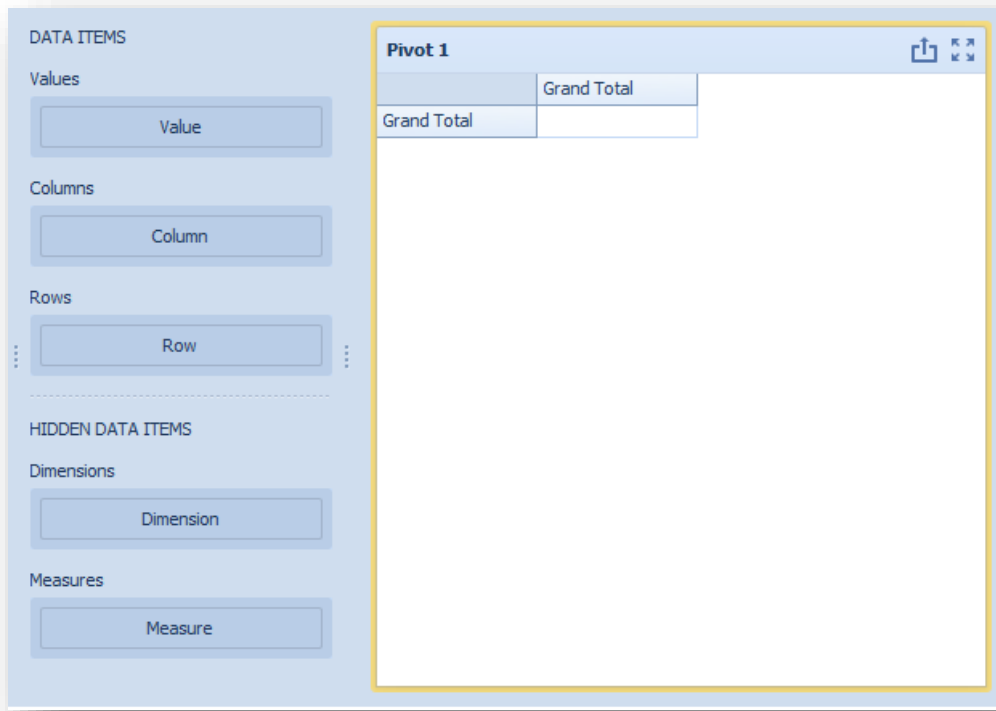 DATA ITEMS
Values
Value
Columns
Column
Rows
Row
HIDDEN DATA ITEMS
Dimensions
Dimension
Measures
Measure
Pivot 1
Grand Total
Grand Total